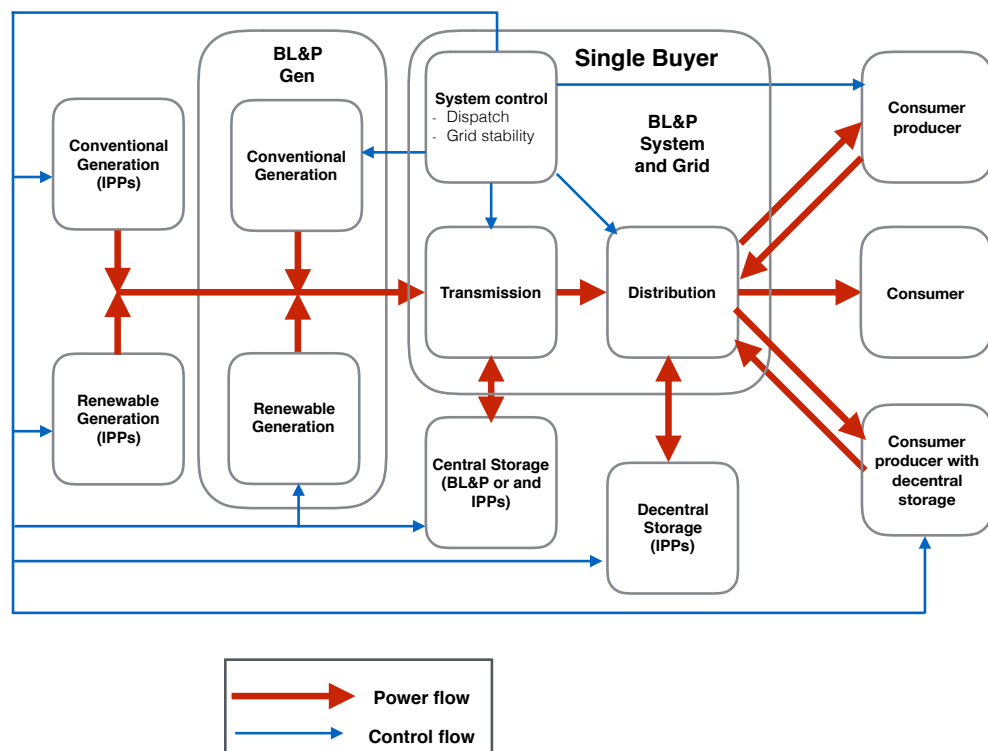 BL&P
Gen
Single Buyer
System control
- Dispatch
- Grid stability
BL&P
System
and Grid
Consumer
producer
Conventional
Generation
(IPPs)
Conventional
Generation
Transmission
Distribution
Consumer
Renewable
Generation
(IPPs)
Renewable
Generation
Central Storage
(BL&P or and
IPPs)
Decentral
Storage
(IPPs)
Consumer
producer with
decentral
storage
Power flow
Control flow